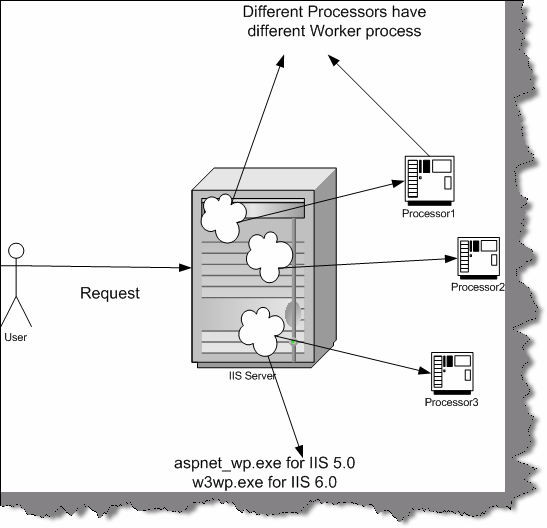 Different Processors have
different Worker process
Processor1
Processor2
Request
User
IIS Server
Processor3
aspnet_wp.exe for IIS 5.0
w3wp.exe for IIS 6.0